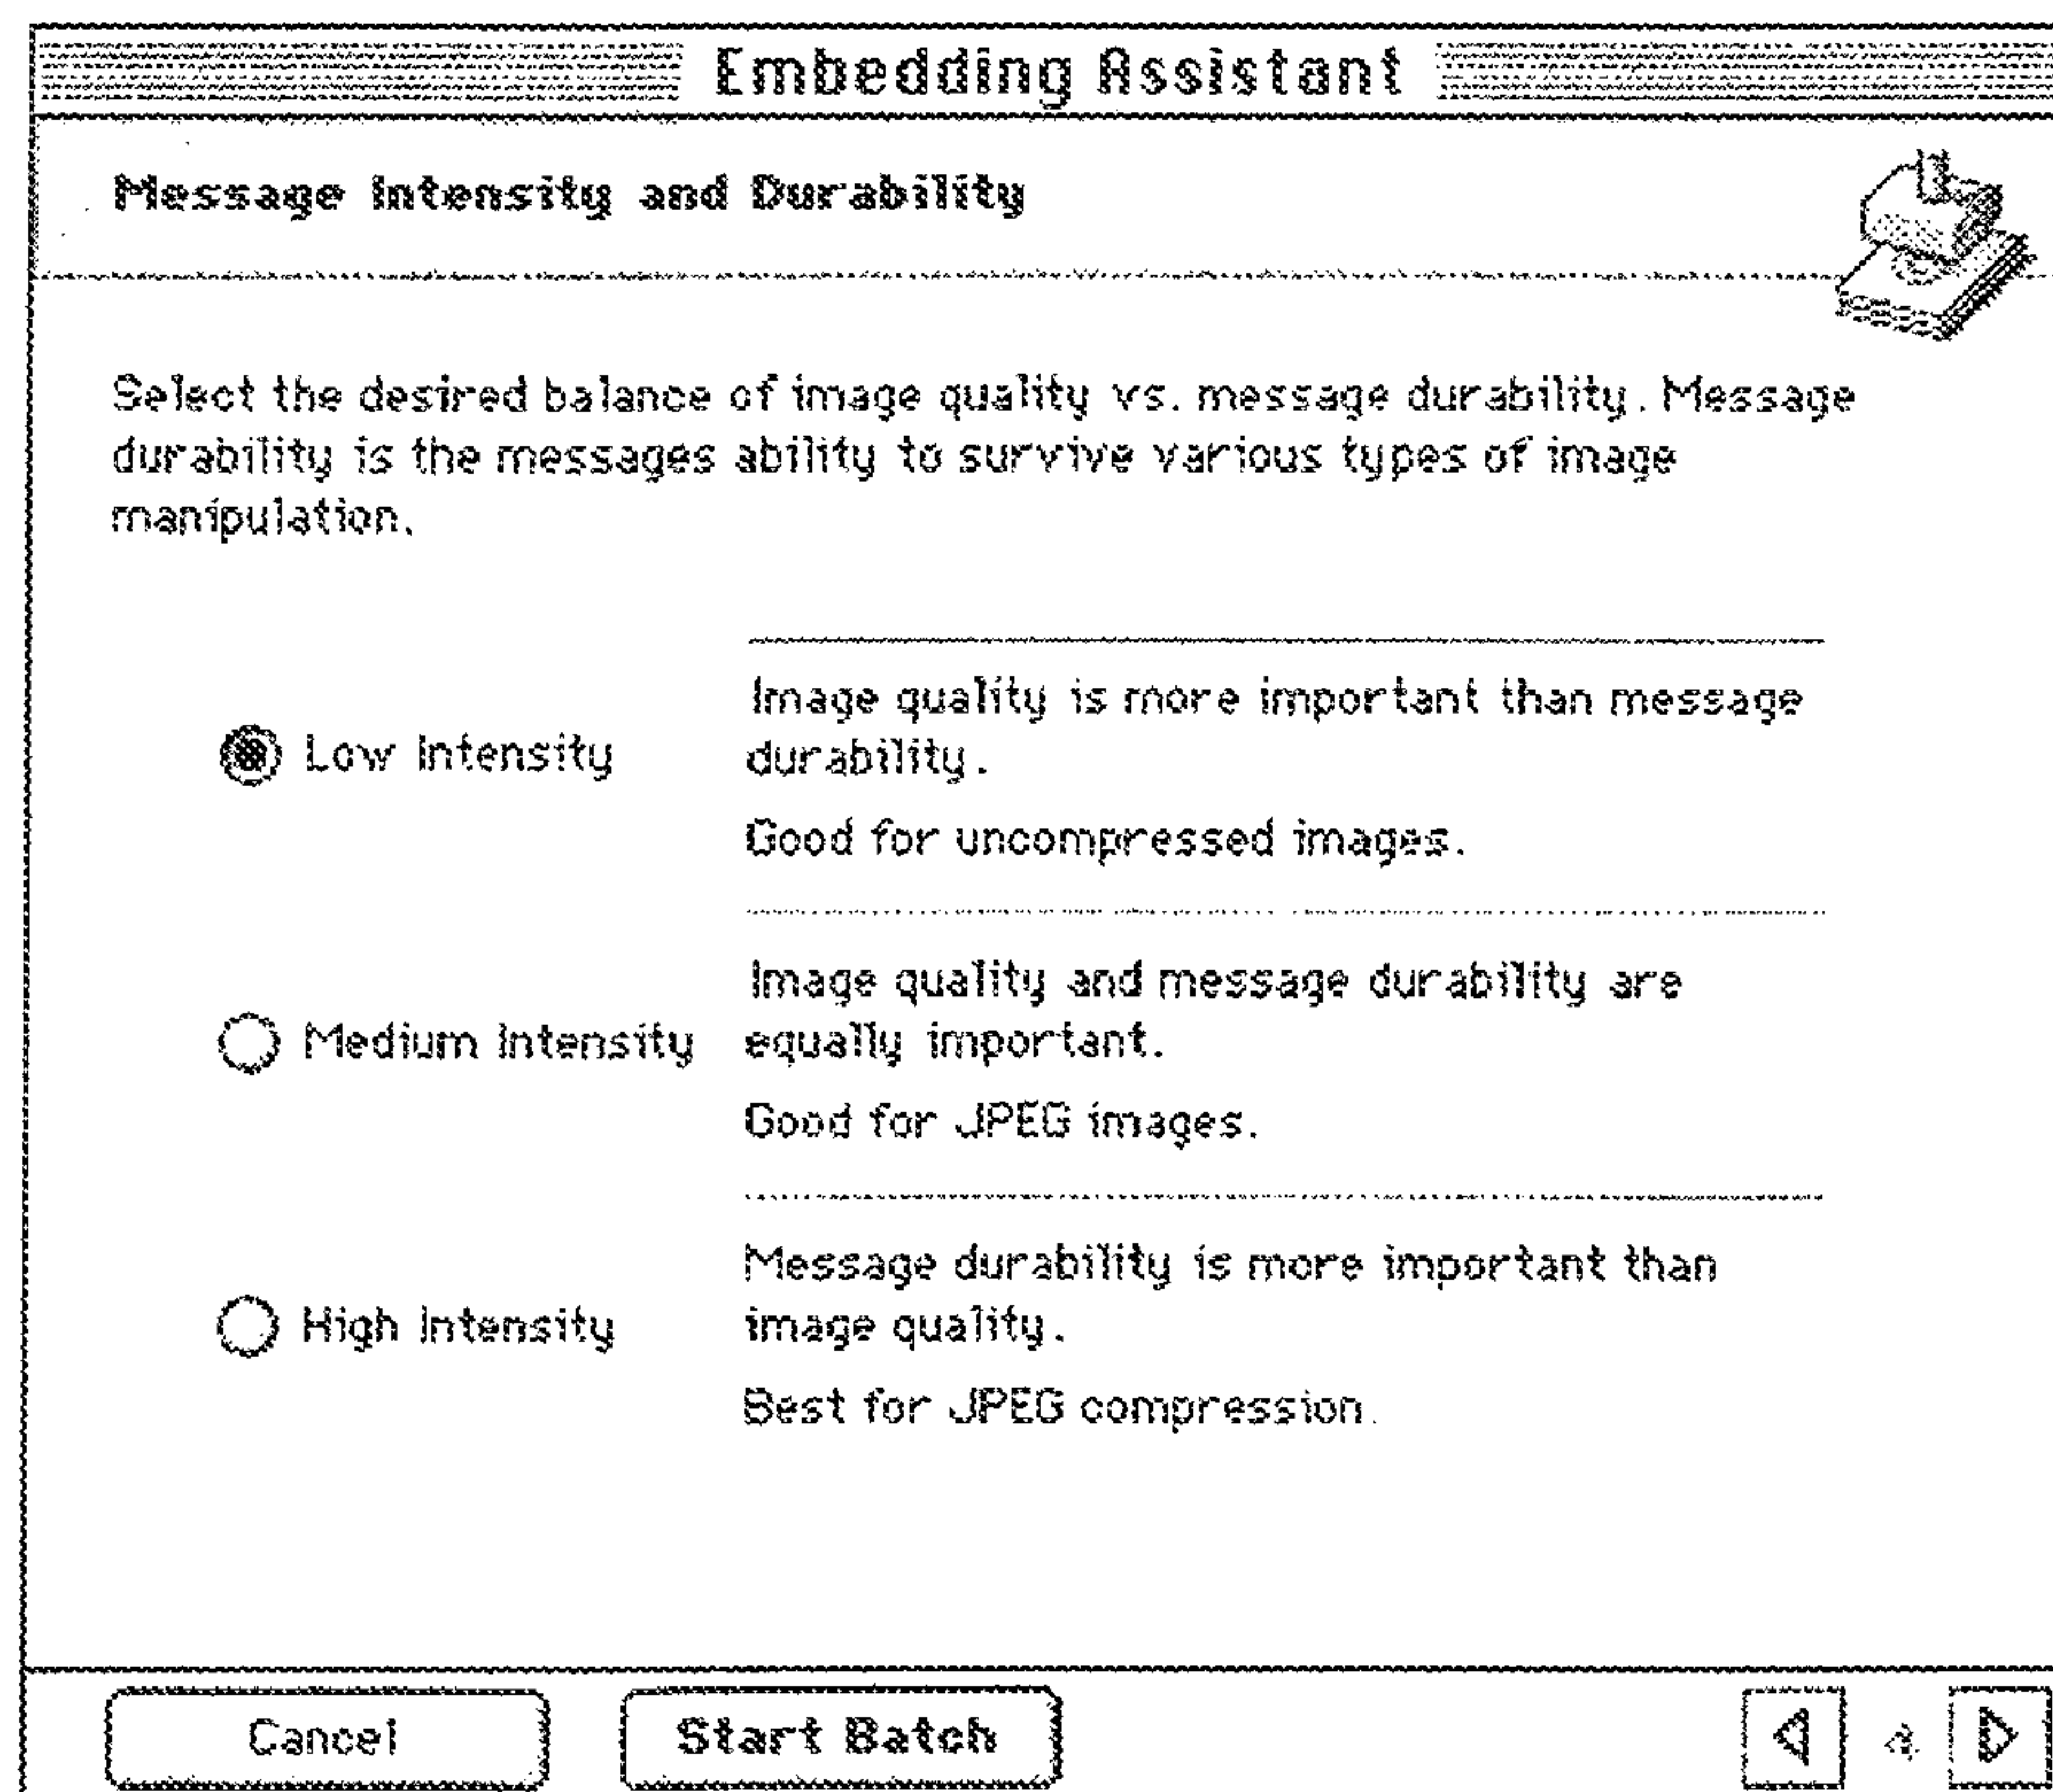 Embedding Assistant
Message Intensity and Durability
Select the desired balance of image quality vs. message durability. Message
durability is the messages ability to survive various types of image
manipulation.
Low Intensity
Image quality is more important than message
durability.
Good for uncompressed images.
Medium Intensity
Image quality and message durability are
equally important.
Good for JPEG images.
High Intensity
Message durability is more important than
image quality.
Best for JPEG compression.
Cancel
Start Batch
4